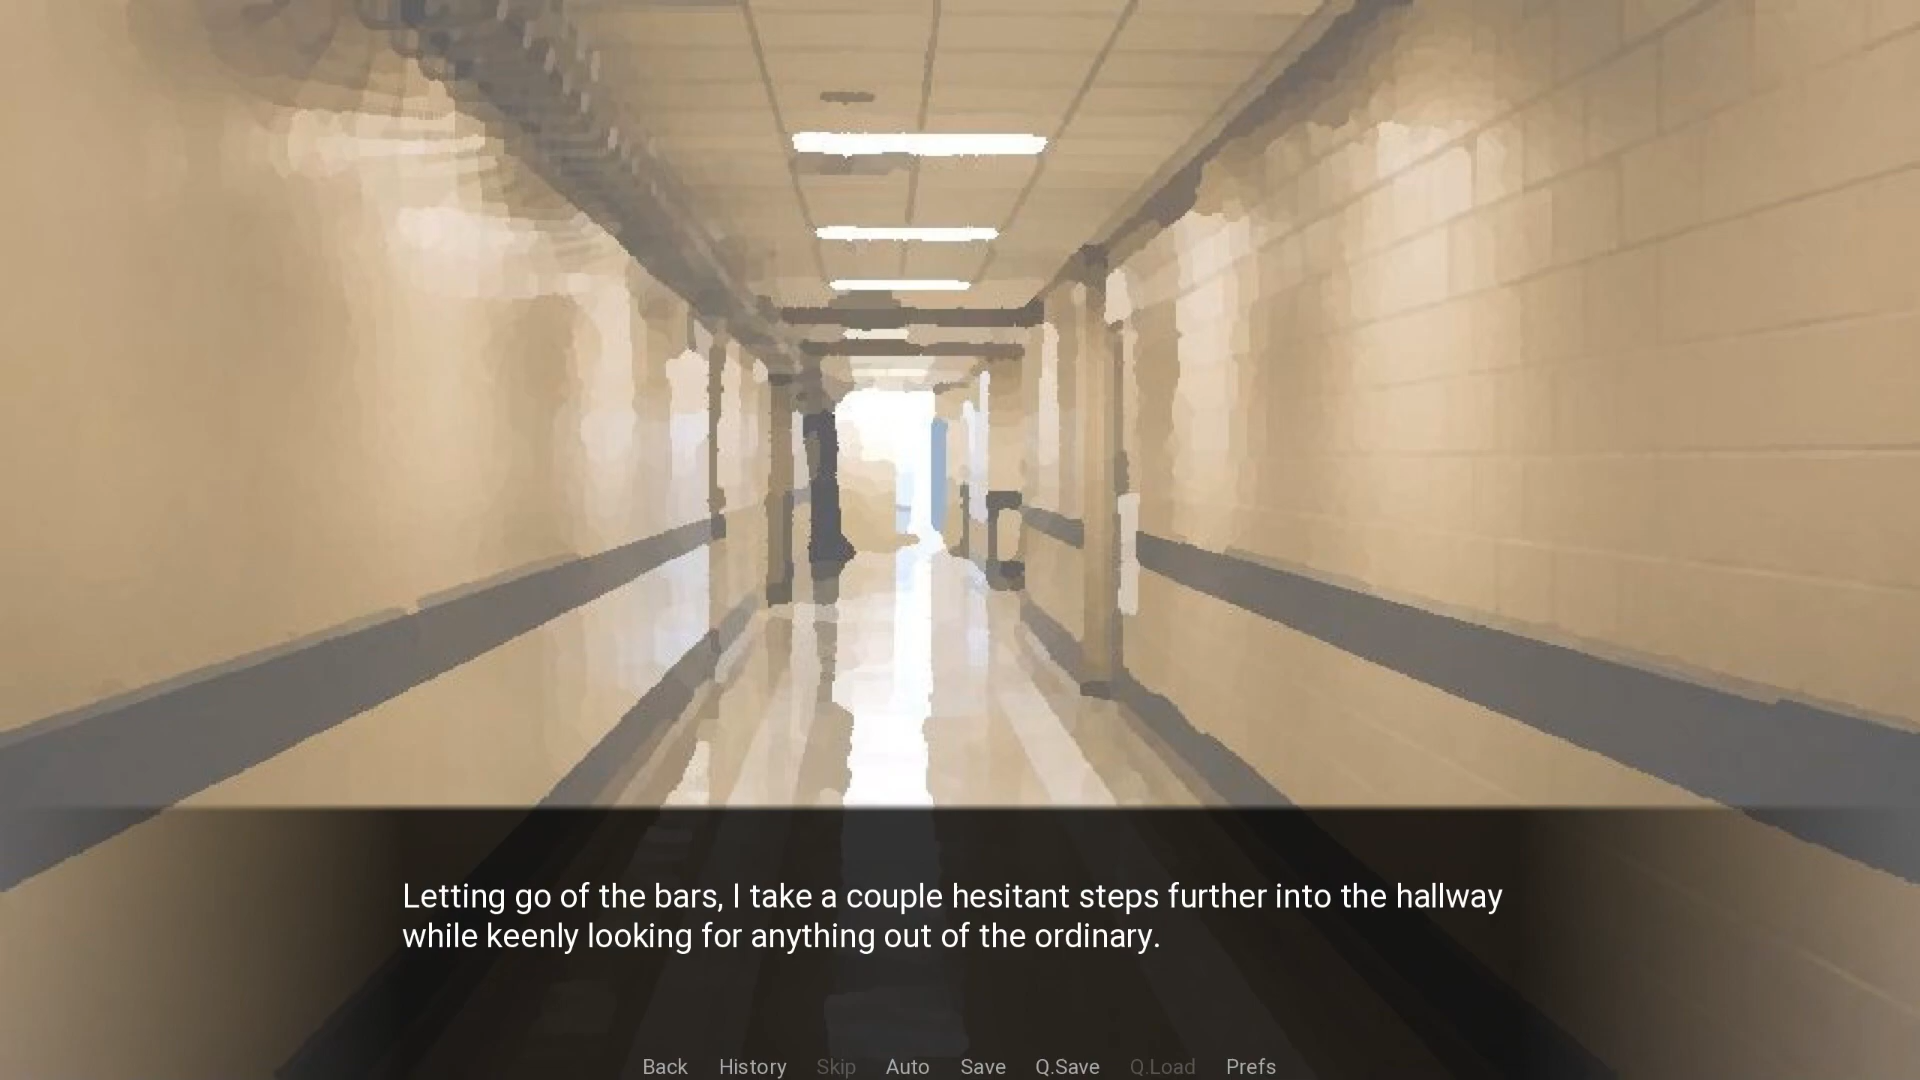 Letting go of the bars, I take a couple hesitant steps further into the hallway
while keenly looking for anything out of the ordinary.
Back History Skip Auto Save Q.Save Q.Load Prefs